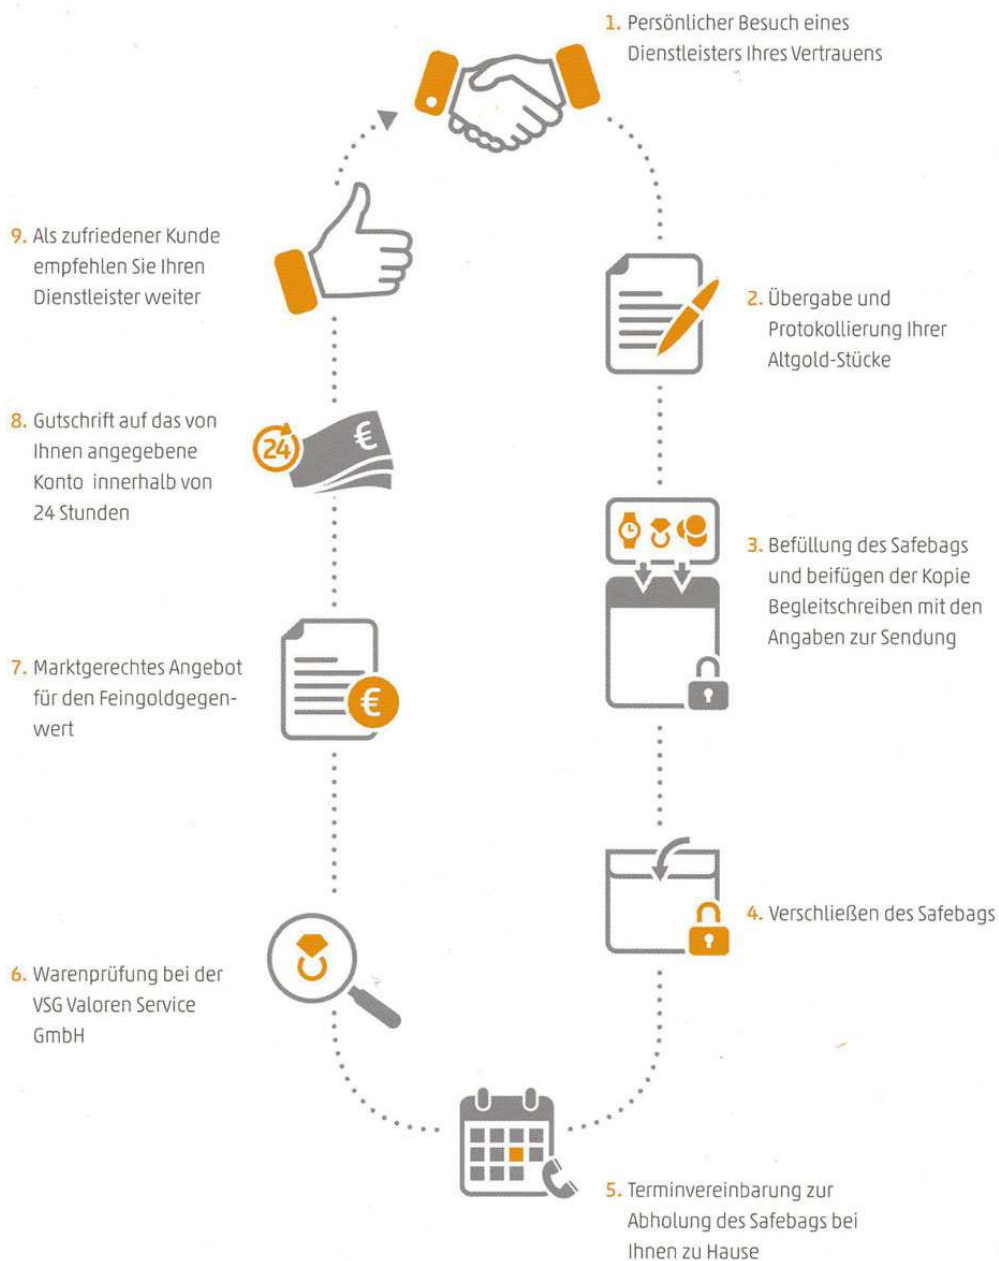 1. Persönlicher Besuch eines
Dienstleisters Ihres Vertrauens
2. Übergabe und
Protokollierung Ihrer
Altgold-Stücke
3. Befüllung des Safebags
und beifügen der Kopie
Begleitschreiben mit den
Angaben zur Sendung
4. Verschließen des Safebags
5. Terminvereinbarung zur
Abholung des Safebags bei
Ihnen zu Hause
6. Warenprüfung bei der
VSG Valoren Service
GmbH
7. Marktgerechtes Angebot
für den Feingoldgegen-
wert
€
8. Gutschrift auf das von
Ihnen angegebene
Konto innerhalb von
24 Stunden
24
€
9. Als zufriedener Kunde
empfehlen Sie Ihren
Dienstleister weiter